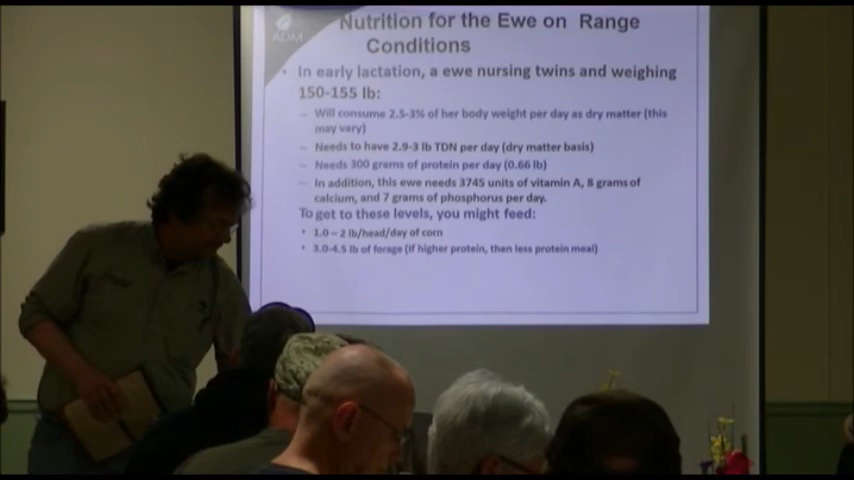 ADM
Nutrition for the Ewe on Range
Conditions
• In early lactation, a ewe nursing twins and weighing
150-155 lb:
– Will consume 2.5-3% of her body weight per day as dry matter (this
may vary)
– Needs to have 2.9-3 lb TDN per day (dry matter basis)
– Needs 300 grams of protein per day (0.66 lb)
– In addition, this ewe needs 3745 units of vitamin A, 8 grams of
calcium, and 7 grams of phosphorus per day.
To get to these levels, you might feed:
• 1.0 – 2 lb/head/day of corn
• 3.0-4.5 lb of forage (If higher protein, then less protein meal)